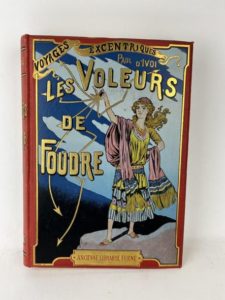 VOYAGES EXCENTRIQUES
PAUL D'IVOI
LES VOLEURS
DE
FOUDRE
ANCIENNE LIBRAIRIE FURNE